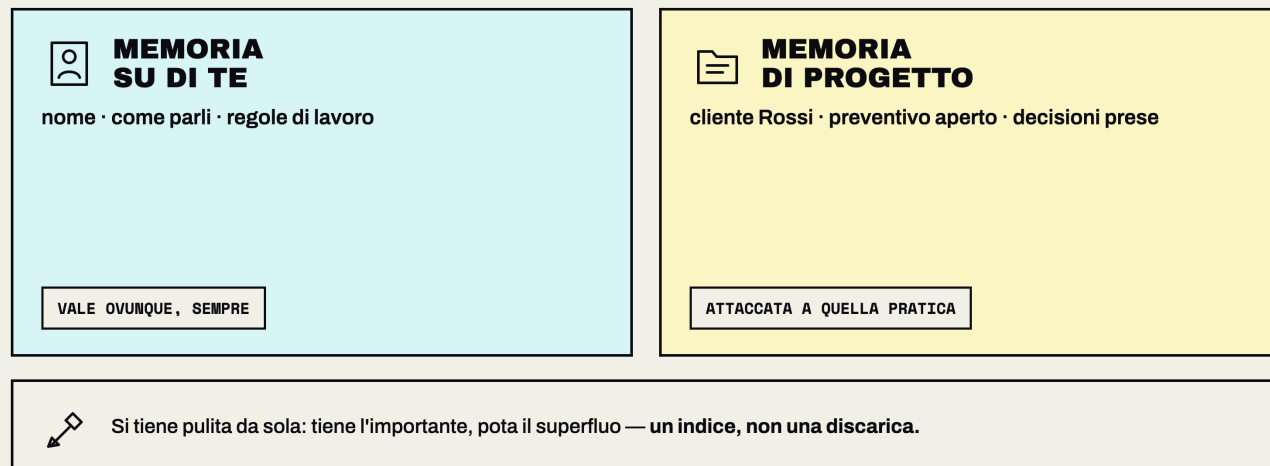 MEMORIA
SU DI TE
nome · come parli · regole di lavoro
VALE OVUNQUE, SEMPRE
MEMORIA
DI PROGETTO
cliente Rossi · preventivo aperto · decisioni prese
ATTACCATA A QUELLA PRATICA
Si tiene pulita da sola: tiene l'importante, pota il superfluo — un indice, non una discarica.